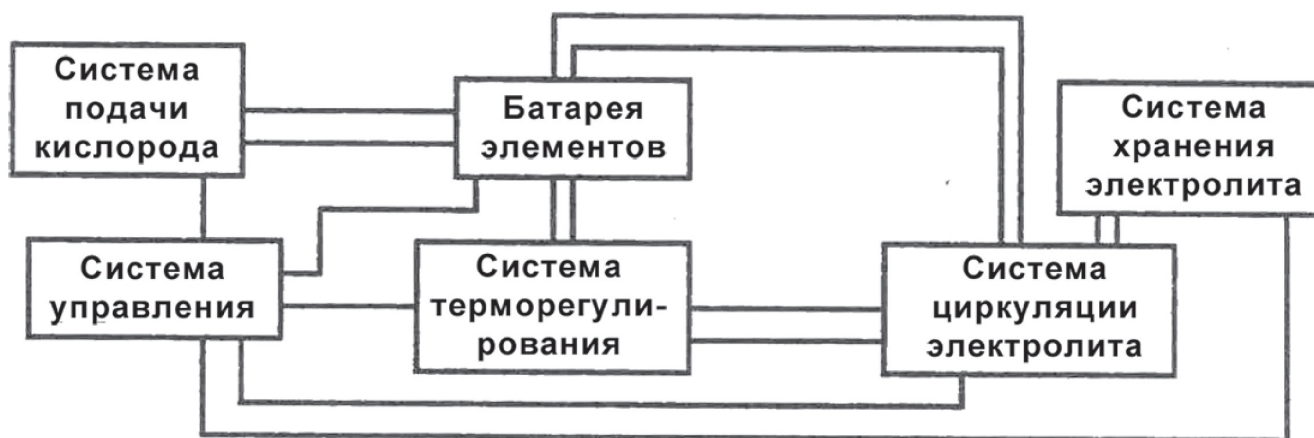 Система
подачи
кислорода
Батарея
элементов
Система
хранения
электролита
Система
управления
Система
терморегули-
рования
Система
циркуляции
электролита